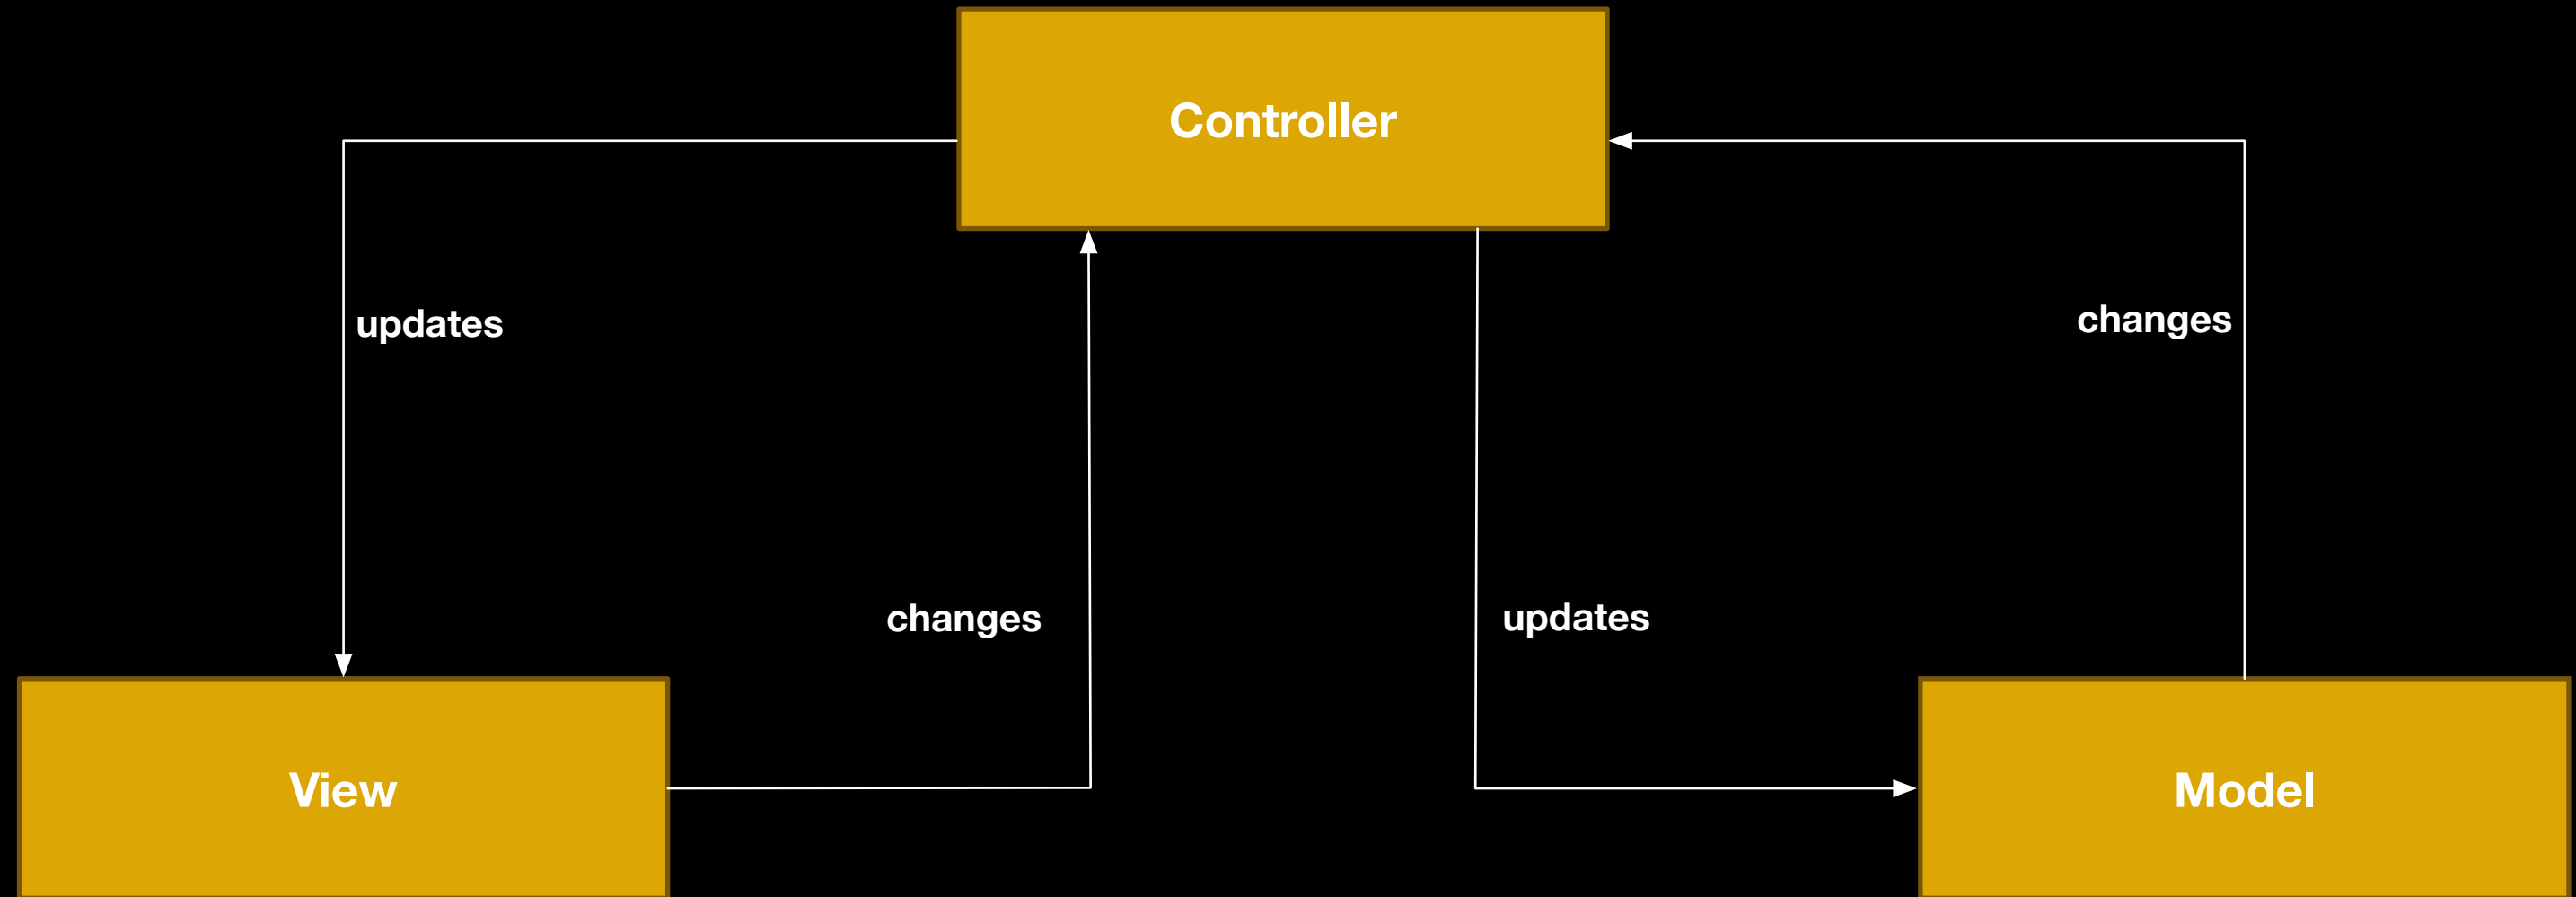 Controller
updates
changes
changes
updates
View
Model